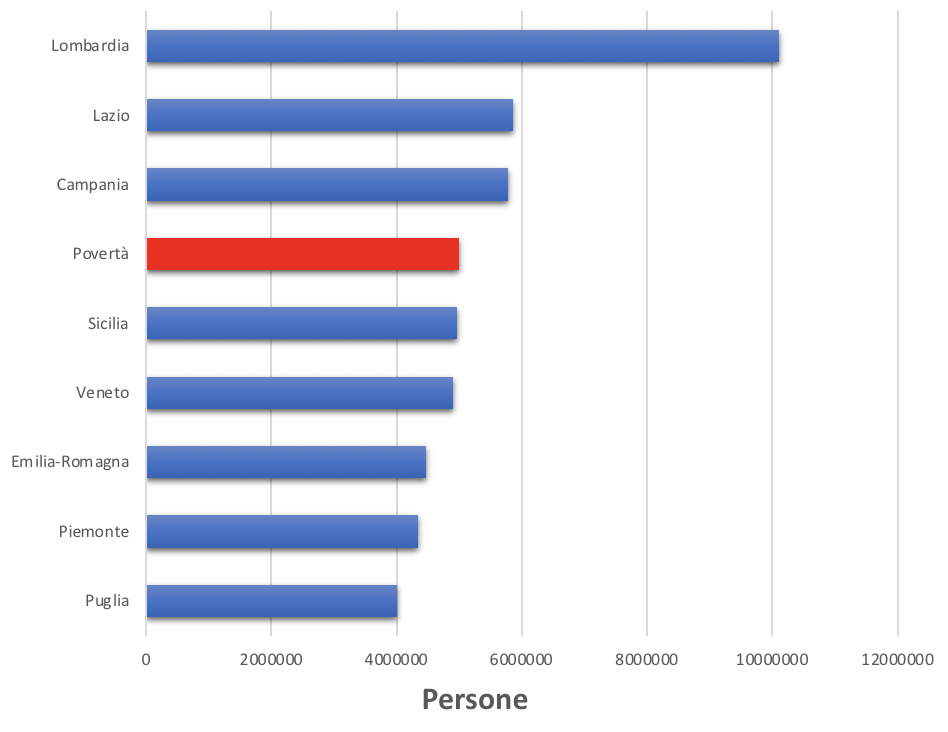 Lombardia
Lazio
Campania
Povertà
Sicilia
Veneto
Emilia-Romagna
Piemonte
Puglia
0 2000000 4000000 6000000 8000000 10000000 12000000
Persone